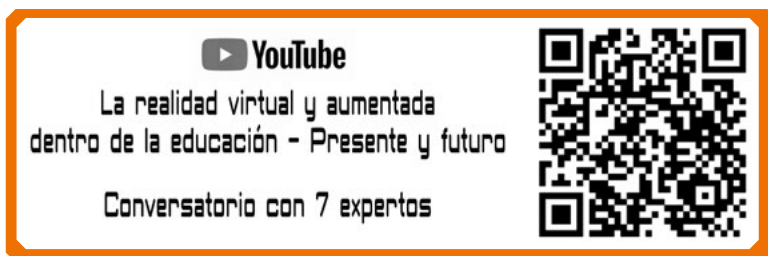 YouTube
La realidad virtual y aumentada
dentro de la educación - Presente y futuro
Conversatorio con 7 expertos